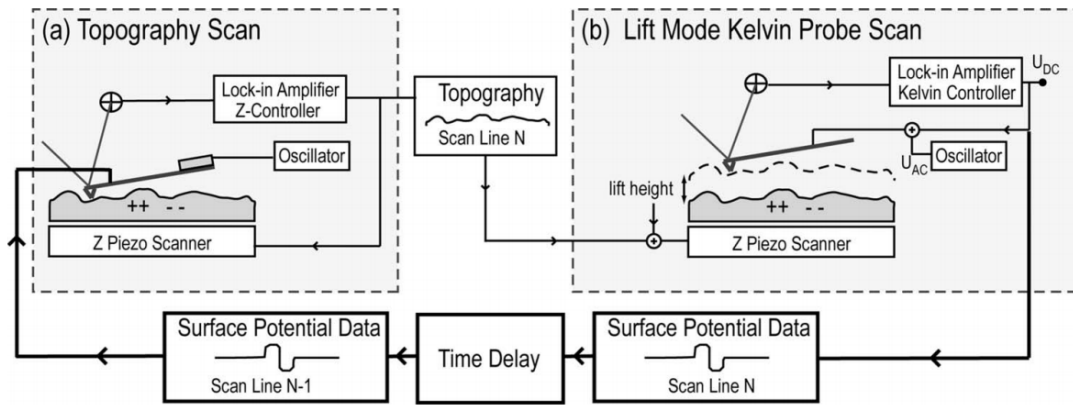 (a) Topography Scan
Lock-in Amplifier
Z-Controller
Oscillator
++ --
Z Piezo Scanner
Topography
Scan Line N
(b) Lift Mode Kelvin Probe Scan
Lock-in Amplifier
Kelvin Controller
U_DC
U_AC
Oscillator
lift height
++ --
Z Piezo Scanner
Surface Potential Data
Scan Line N-1
Time Delay
Surface Potential Data
Scan Line N